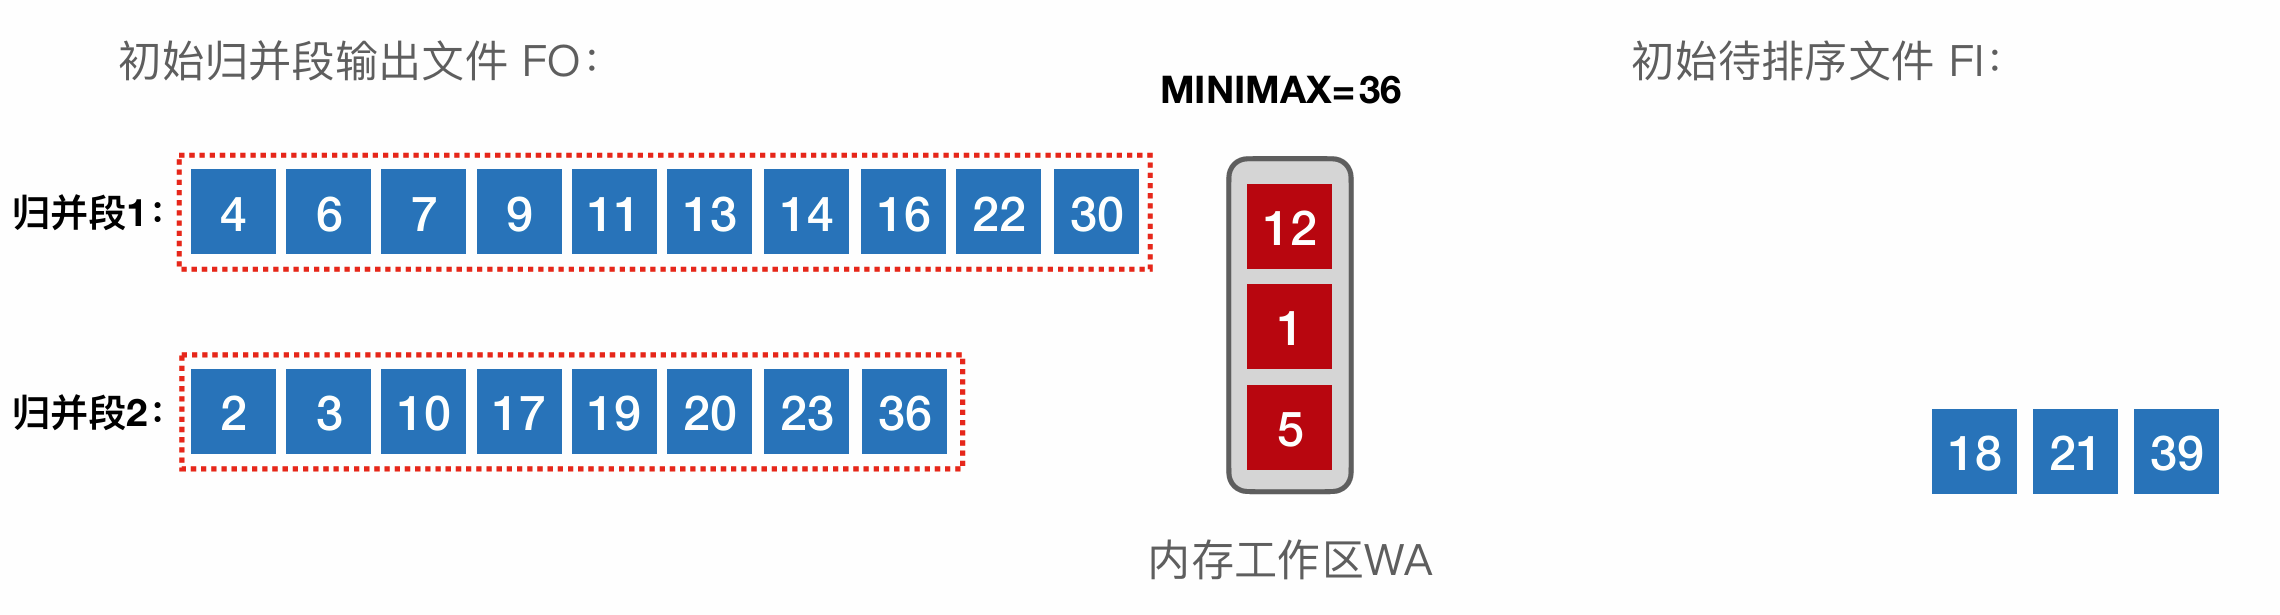 初始归并段输出文件 FO：
初始待排序文件 FI：
MINIMAX=36
归并段1： 4 6 7 9 11 13 14 16 22 30
12
1
5
归并段2： 2 3 10 17 19 20 23 36
18 21 39
内存工作区WA